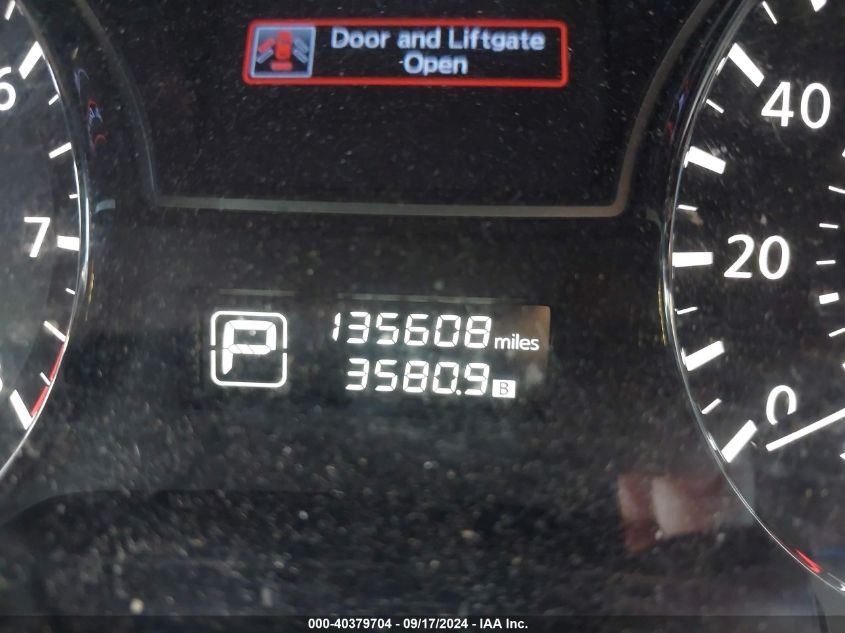 Door and Liftgate
Open
6
7
40
20
0
P
135608 miles
3580.9 B
000-40379704 - 09/17/2024 - IAA Inc.